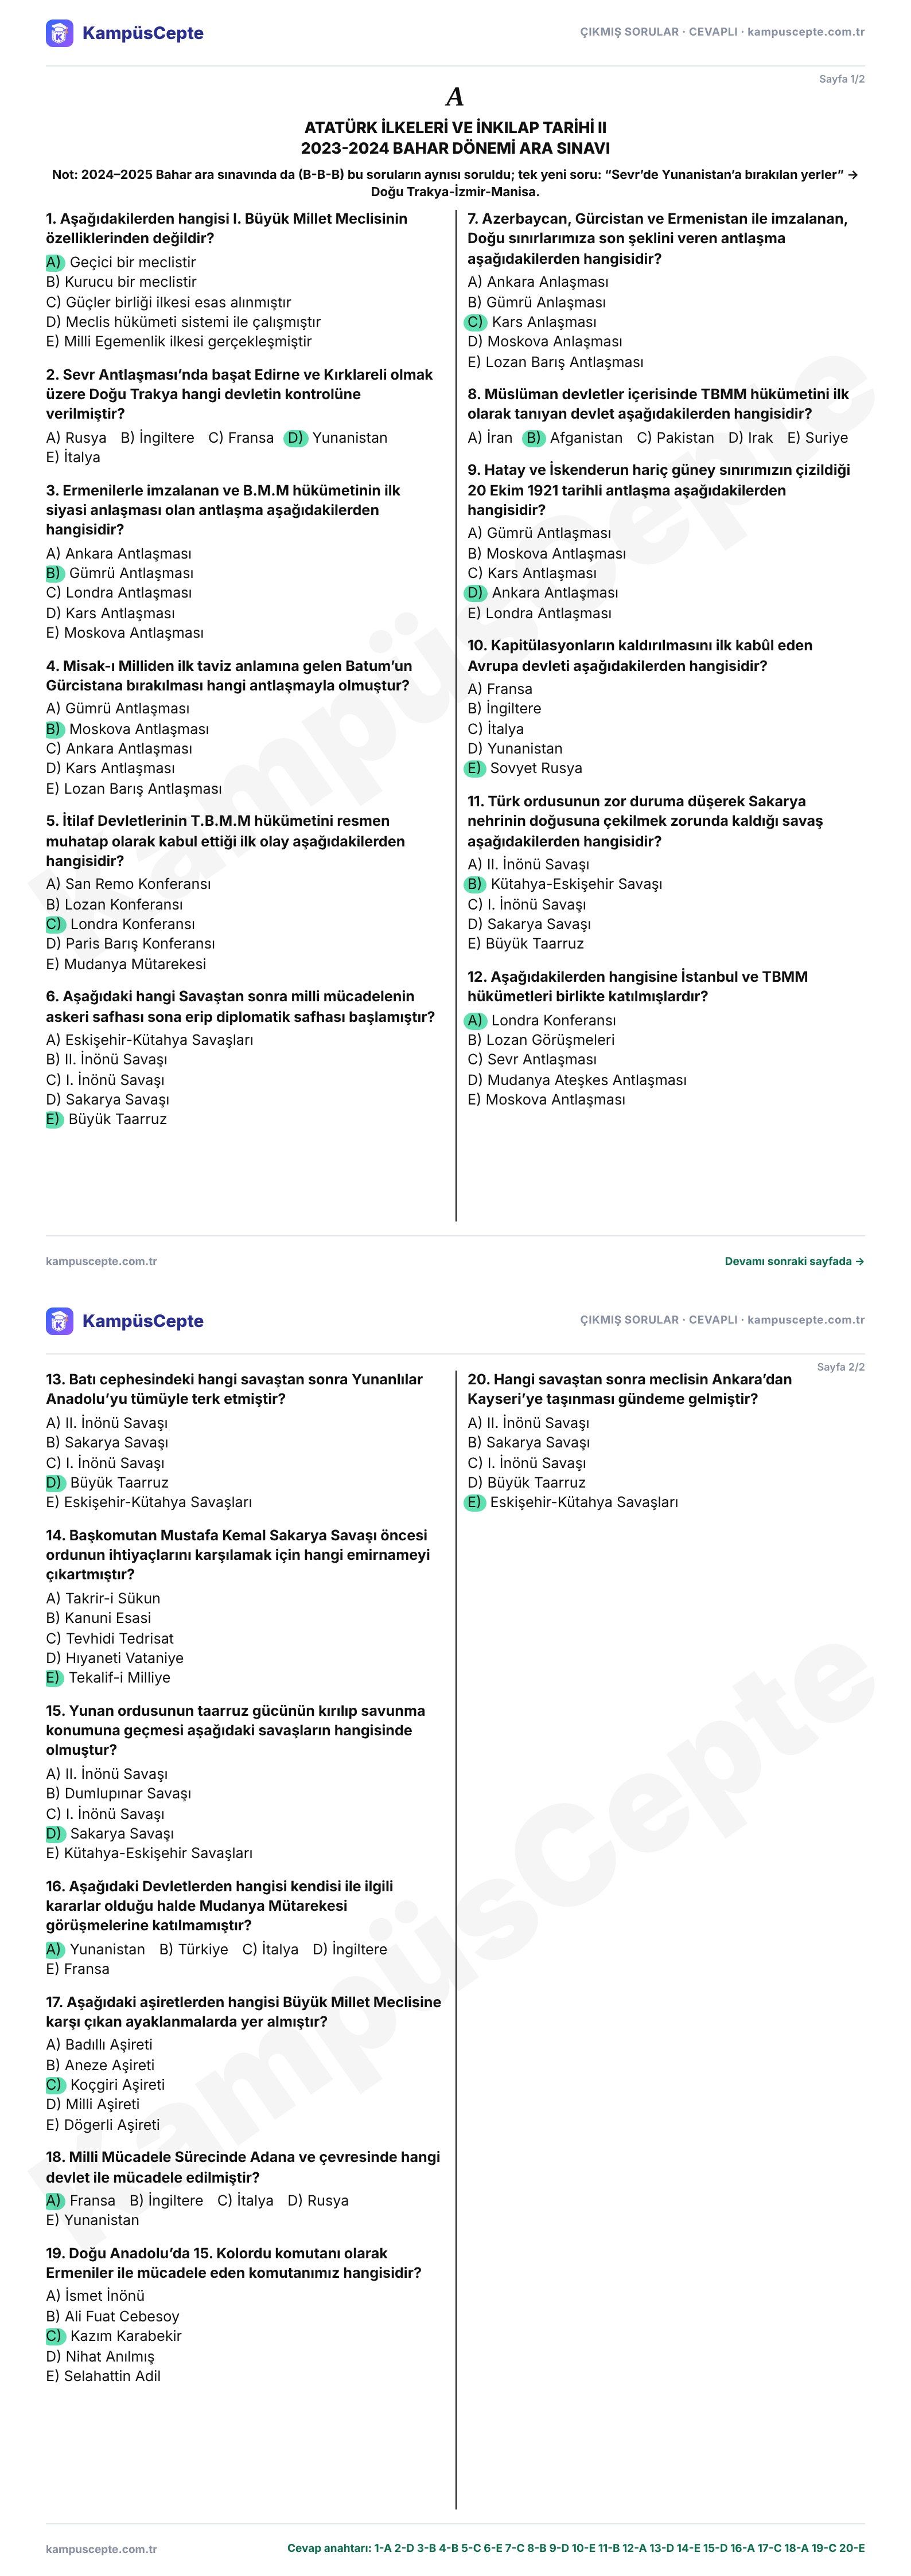 KampüsCepte
ÇIKMIŞ SORULAR · CEVAPLI · kampuscepte.com.tr
Sayfa 1/2
A
ATATÜRK İLKELERİ VE İNKILAP TARİHİ II
2023-2024 BAHAR DÖNEMİ ARA SINAVI
Not: 2024–2025 Bahar ara sınavında da (B-B-B) bu soruların aynısı soruldu; tek yeni soru: “Sevr’de Yunanistan’a bırakılan yerler” →
Doğu Trakya-İzmir-Manisa.
1. Aşağıdakilerden hangisi I. Büyük Millet Meclisinin
özelliklerinden değildir?
A) Geçici bir meclistir
B) Kurucu bir meclistir
C) Güçler birliği ilkesi esas alınmıştır
D) Meclis hükümeti sistemi ile çalışmıştır
E) Milli Egemenlik ilkesi gerçekleşmiştir
2. Sevr Antlaşması’nda başat Edirne ve Kırklareli olmak
üzere Doğu Trakya hangi devletin kontrolüne
verilmiştir?
A) Rusya B) İngiltere C) Fransa D) Yunanistan
E) İtalya
3. Ermenilerle imzalanan ve B.M.M hükümetinin ilk
siyasi anlaşması olan antlaşma aşağıdakilerden
hangisidir?
A) Ankara Antlaşması
B) Gümrü Antlaşması
C) Londra Antlaşması
D) Kars Antlaşması
E) Moskova Antlaşması
4. Misak-ı Milliden ilk taviz anlamına gelen Batum’un
Gürcistana bırakılması hangi antlaşmayla olmuştur?
A) Gümrü Antlaşması
B) Moskova Antlaşması
C) Ankara Antlaşması
D) Kars Antlaşması
E) Lozan Barış Antlaşması
5. İtilaf Devletlerinin T.B.M.M hükümetini resmen
muhatap olarak kabul ettiği ilk olay aşağıdakilerden
hangisidir?
A) San Remo Konferansı
B) Lozan Konferansı
C) Londra Konferansı
D) Paris Barış Konferansı
E) Mudanya Mütarekesi
6. Aşağıdaki hangi Savaştan sonra milli mücadelenin
askeri safhası sona erip diplomatik safhası başlamıştır?
A) Eskişehir-Kütahya Savaşları
B) II. İnönü Savaşı
C) I. İnönü Savaşı
D) Sakarya Savaşı
E) Büyük Taarruz
7. Azerbaycan, Gürcistan ve Ermenistan ile imzalanan,
Doğu sınırlarımıza son şeklini veren antlaşma
aşağıdakilerden hangisidir?
A) Ankara Anlaşması
B) Gümrü Anlaşması
C) Kars Anlaşması
D) Moskova Anlaşması
E) Lozan Barış Antlaşması
8. Müslüman devletler içerisinde TBMM hükümetini ilk
olarak tanıyan devlet aşağıdakilerden hangisidir?
A) İran B) Afganistan C) Pakistan D) Irak E) Suriye
9. Hatay ve İskenderun hariç güney sınırımızın çizildiği
20 Ekim 1921 tarihli antlaşma aşağıdakilerden
hangisidir?
A) Gümrü Antlaşması
B) Moskova Antlaşması
C) Kars Antlaşması
D) Ankara Antlaşması
E) Londra Antlaşması
10. Kapitülasyonların kaldırılmasını ilk kabûl eden
Avrupa devleti aşağıdakilerden hangisidir?
A) Fransa
B) İngiltere
C) İtalya
D) Yunanistan
E) Sovyet Rusya
11. Türk ordusunun zor duruma düşerek Sakarya
nehrinin doğusuna çekilmek zorunda kaldığı savaş
aşağıdakilerden hangisidir?
A) II. İnönü Savaşı
B) Kütahya-Eskişehir Savaşı
C) I. İnönü Savaşı
D) Sakarya Savaşı
E) Büyük Taarruz
12. Aşağıdakilerden hangisine İstanbul ve TBMM
hükümetleri birlikte katılmışlardır?
A) Londra Konferansı
B) Lozan Görüşmeleri
C) Sevr Antlaşması
D) Mudanya Ateşkes Antlaşması
E) Moskova Antlaşması
KampüsCepte
kampuscepte.com.tr
Devamı sonraki sayfada →
KampüsCepte
ÇIKMIŞ SORULAR · CEVAPLI · kampuscepte.com.tr
Sayfa 2/2
13. Batı cephesindeki hangi savaştan sonra Yunanlılar
Anadolu’yu tümüyle terk etmiştir?
A) II. İnönü Savaşı
B) Sakarya Savaşı
C) I. İnönü Savaşı
D) Büyük Taarruz
E) Eskişehir-Kütahya Savaşları
14. Başkomutan Mustafa Kemal Sakarya Savaşı öncesi
ordunun ihtiyaçlarını karşılamak için hangi emirnameyi
çıkartmıştır?
A) Takrir-i Sükun
B) Kanuni Esasi
C) Tevhidi Tedrisat
D) Hıyaneti Vataniye
E) Tekalif-i Milliye
15. Yunan ordusunun taarruz gücünün kırılıp savunma
konumuna geçmesi aşağıdaki savaşların hangisinde
olmuştur?
A) II. İnönü Savaşı
B) Dumlupınar Savaşı
C) I. İnönü Savaşı
D) Sakarya Savaşı
E) Kütahya-Eskişehir Savaşları
16. Aşağıdaki Devletlerden hangisi kendisi ile ilgili
kararlar olduğu halde Mudanya Mütarekesi
görüşmelerine katılmamıştır?
A) Yunanistan B) Türkiye C) İtalya D) İngiltere
E) Fransa
17. Aşağıdaki aşiretlerden hangisi Büyük Millet Meclisine
karşı çıkan ayaklanmalarda yer almıştır?
A) Badıllı Aşireti
B) Aneze Aşireti
C) Koçgiri Aşireti
D) Milli Aşireti
E) Dögerli Aşireti
18. Milli Mücadele Sürecinde Adana ve çevresinde hangi
devlet ile mücadele edilmiştir?
A) Fransa B) İngiltere C) İtalya D) Rusya
E) Yunanistan
19. Doğu Anadolu’da 15. Kolordu komutanı olarak
Ermeniler ile mücadele eden komutanımız hangisidir?
A) İsmet İnönü
B) Ali Fuat Cebesoy
C) Kazım Karabekir
D) Nihat Anılmış
E) Selahattin Adil
20. Hangi savaştan sonra meclisin Ankara’dan
Kayseri’ye taşınması gündeme gelmiştir?
A) II. İnönü Savaşı
B) Sakarya Savaşı
C) I. İnönü Savaşı
D) Büyük Taarruz
E) Eskişehir-Kütahya Savaşları
KampüsCepte
kampuscepte.com.tr
Cevap anahtarı: 1-A 2-D 3-B 4-B 5-C 6-E 7-C 8-B 9-D 10-E 11-B 12-A 13-D 14-E 15-D 16-A 17-C 18-A 19-C 20-E